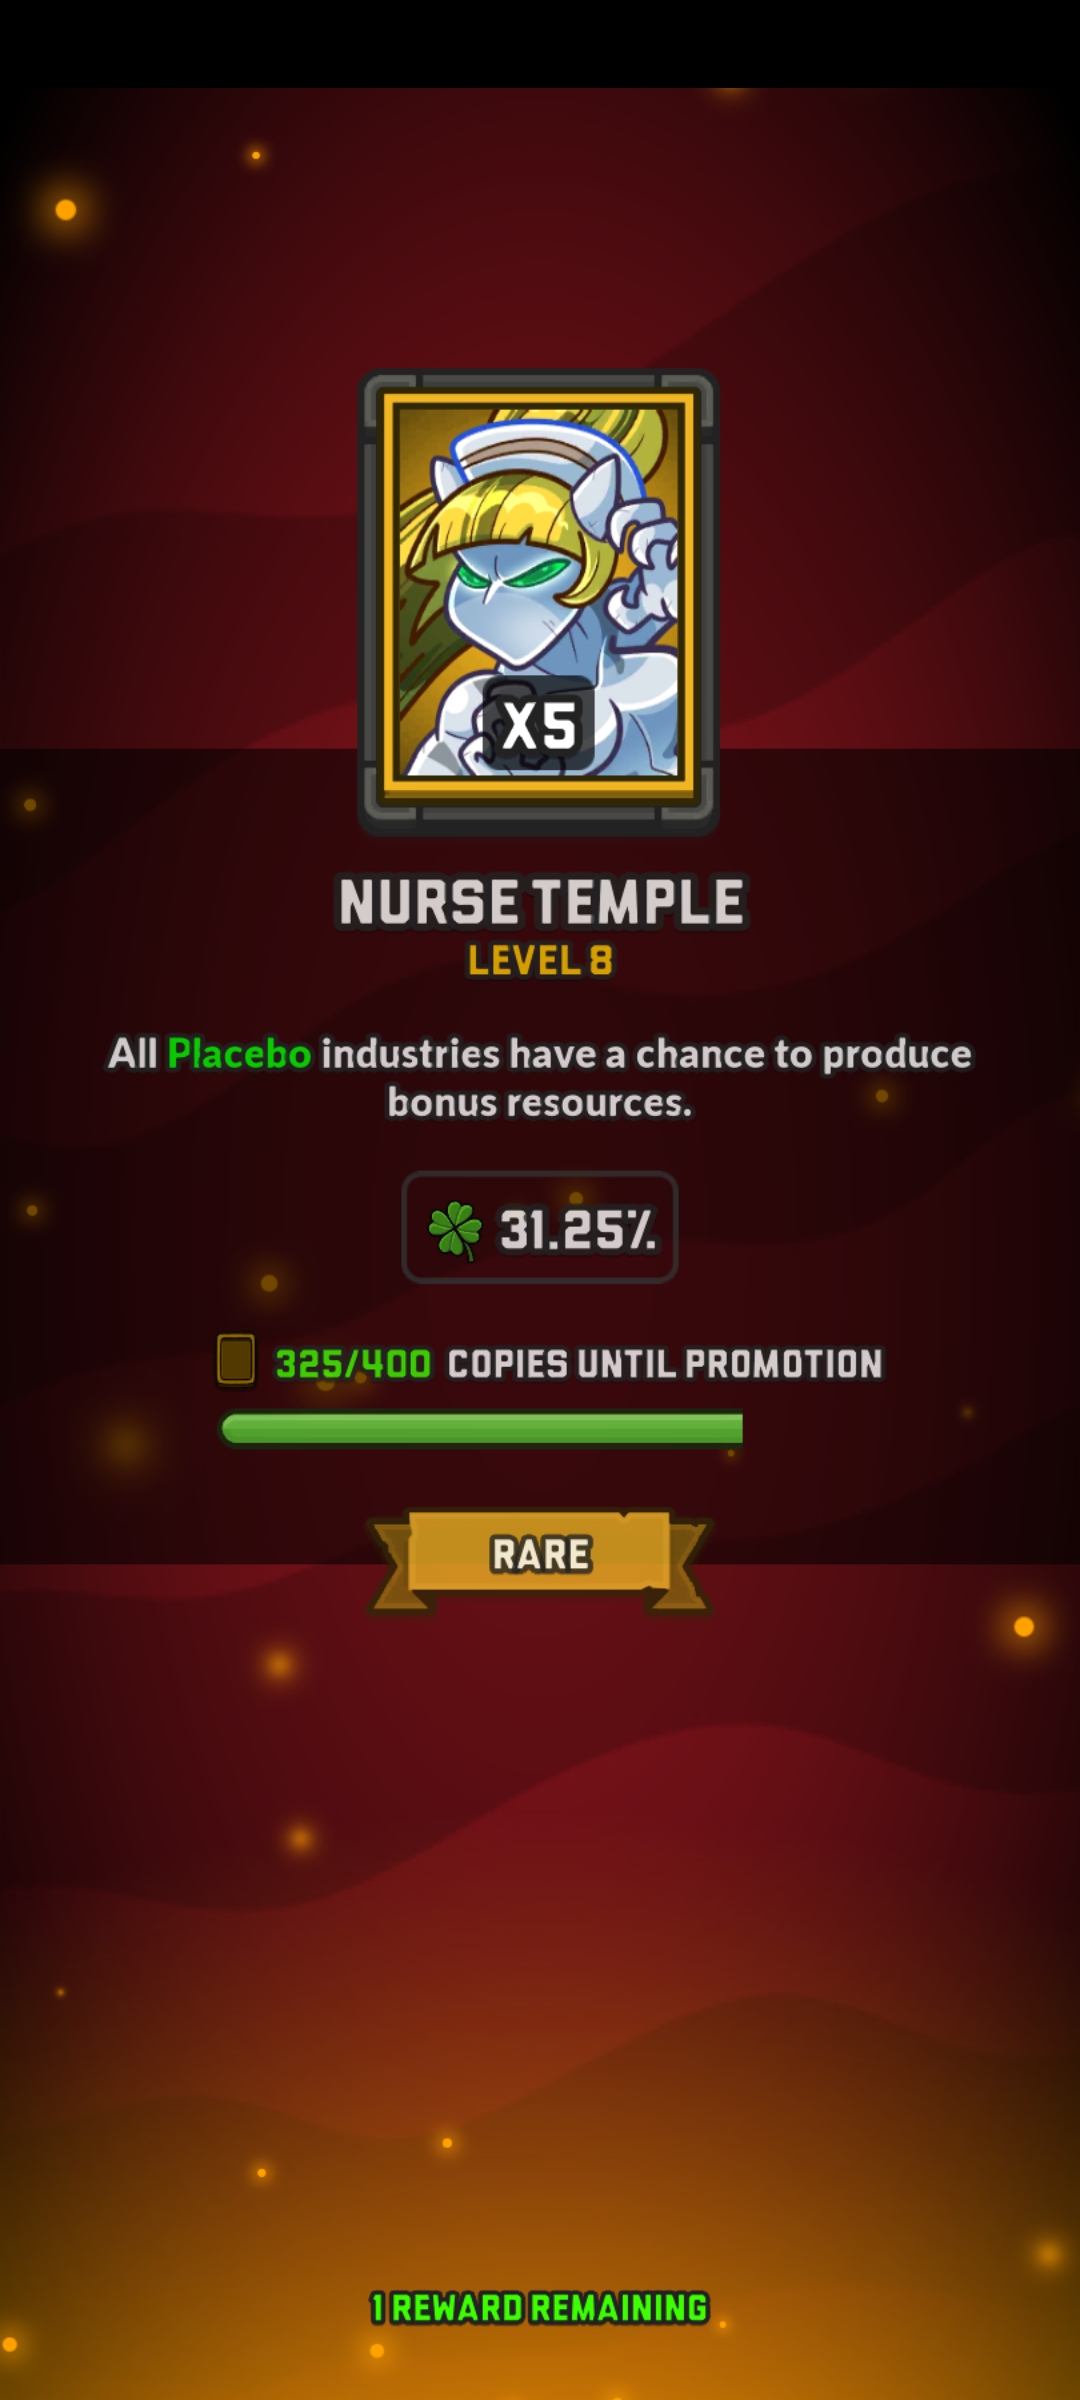 X5
NURSE TEMPLE
LEVEL 8
All Placebo industries have a chance to produce
bonus resources.
31.25%
325/400 COPIES UNTIL PROMOTION
RARE
1 REWARD REMAINING